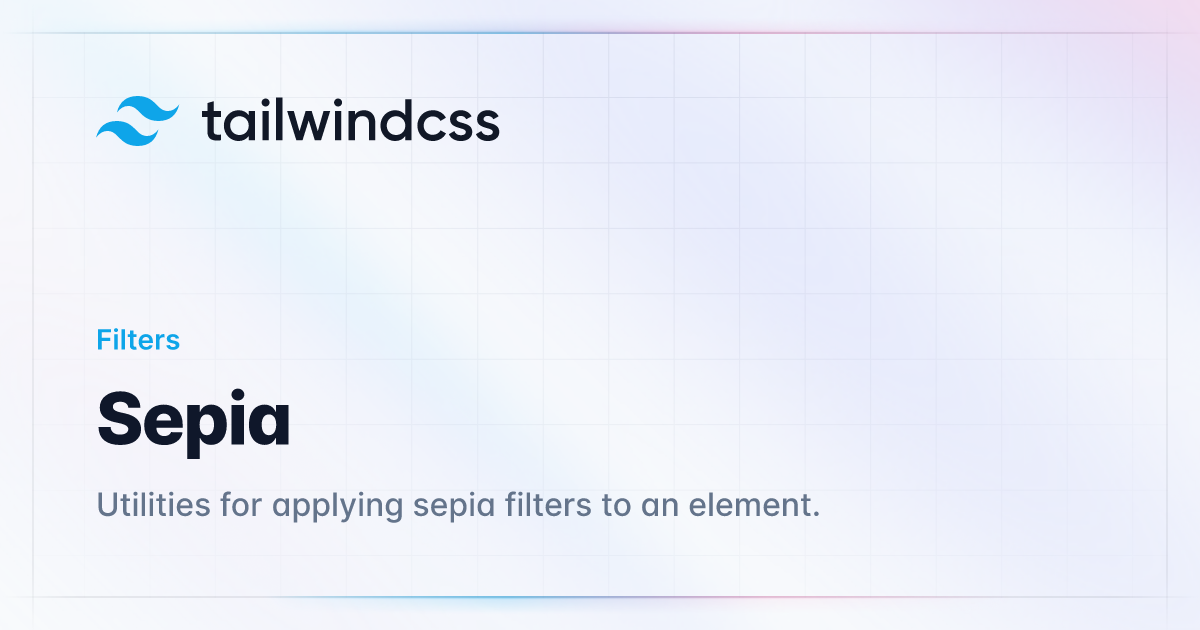 tailwindcss
Filters
Sepia
Utilities for applying sepia filters to an element.